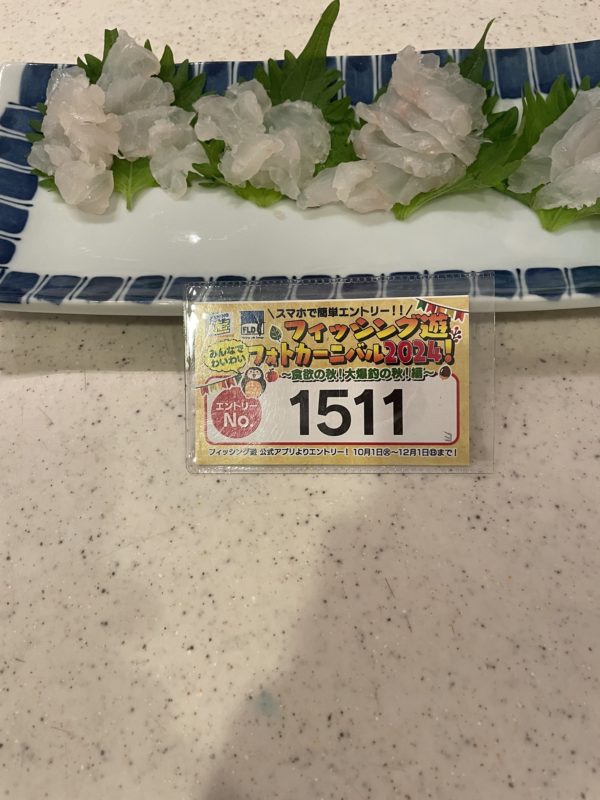 \スマホで簡単エントリー!!/
FLD
フィッシング遊
みんなで
わいわい
フォトカーニバル2024!
~食欲の秋!大爆釣の秋!編~
エントリー
No.
1511
フィッシング遊 公式アプリよりエントリー! 10月1日㊋~12月1日㊐まで!